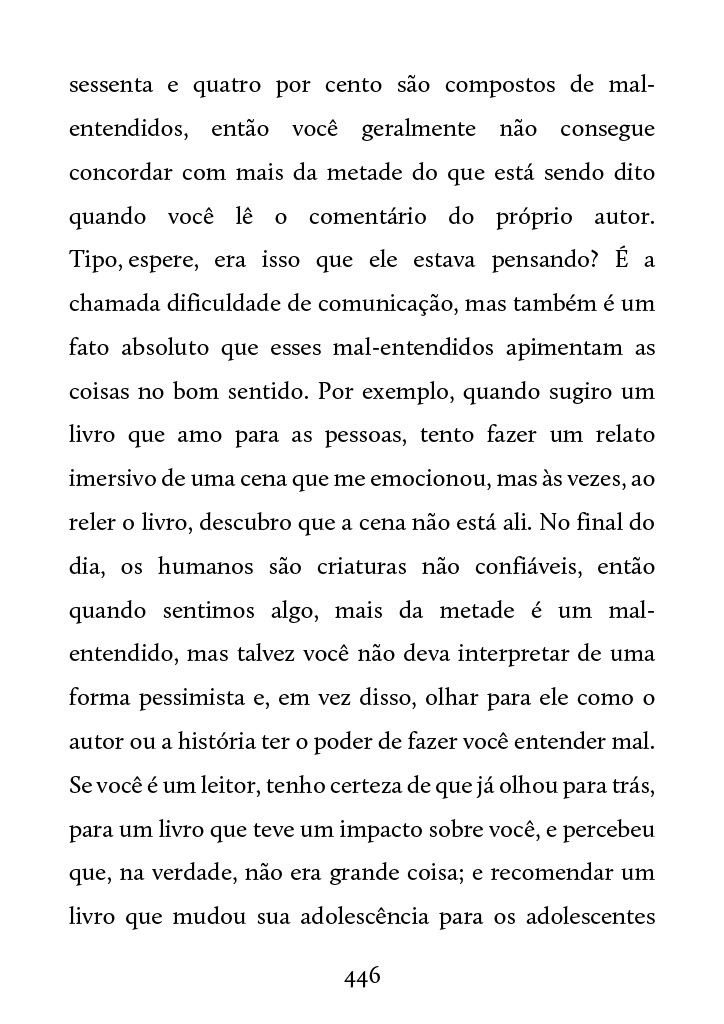 sessenta e quatro por cento são compostos de mal-
entendidos, então você geralmente não consegue
concordar com mais da metade do que está sendo dito
quando você lê o comentário do próprio autor.
Tipo, espere, era isso que ele estava pensando? É a
chamada dificuldade de comunicação, mas também é um
fato absoluto que esses mal-entendidos apimentam as
coisas no bom sentido. Por exemplo, quando sugiro um
livro que amo para as pessoas, tento fazer um relato
imersivo de uma cena que me emocionou, mas às vezes, ao
reler o livro, descubro que a cena não está ali. No final do
dia, os humanos são criaturas não confiáveis, então
quando sentimos algo, mais da metade é um mal-
entendido, mas talvez você não deva interpretar de uma
forma pessimista e, em vez disso, olhar para ele como o
autor ou a história ter o poder de fazer você entender mal.
Se você é um leitor, tenho certeza de que já olhou para trás,
para um livro que teve um impacto sobre você, e percebeu
que, na verdade, não era grande coisa; e recomendar um
livro que mudou sua adolescência para os adolescentes
446